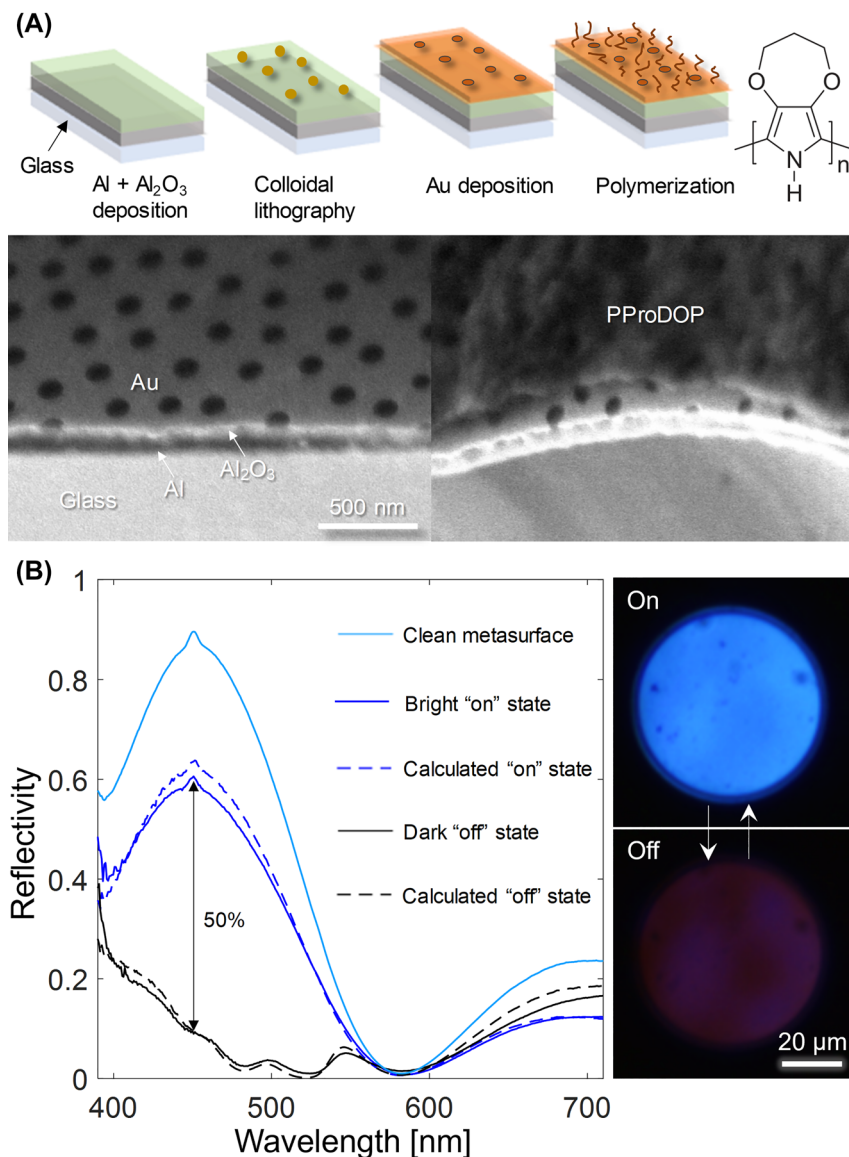 (A)
Glass
Al + Al₂O₃
deposition
Colloidal
lithography
Au deposition
Polymerization
O
O
N
H
n
Au
Al₂O₃
Al
Glass
500 nm
PProDOP
(B)
Reflectivity
1
0.8
0.6
0.4
0.2
0
400
500
600
700
Wavelength [nm]
Clean metasurface
Bright “on” state
Calculated “on” state
Dark “off” state
Calculated “off” state
50%
On
Off
20 μm